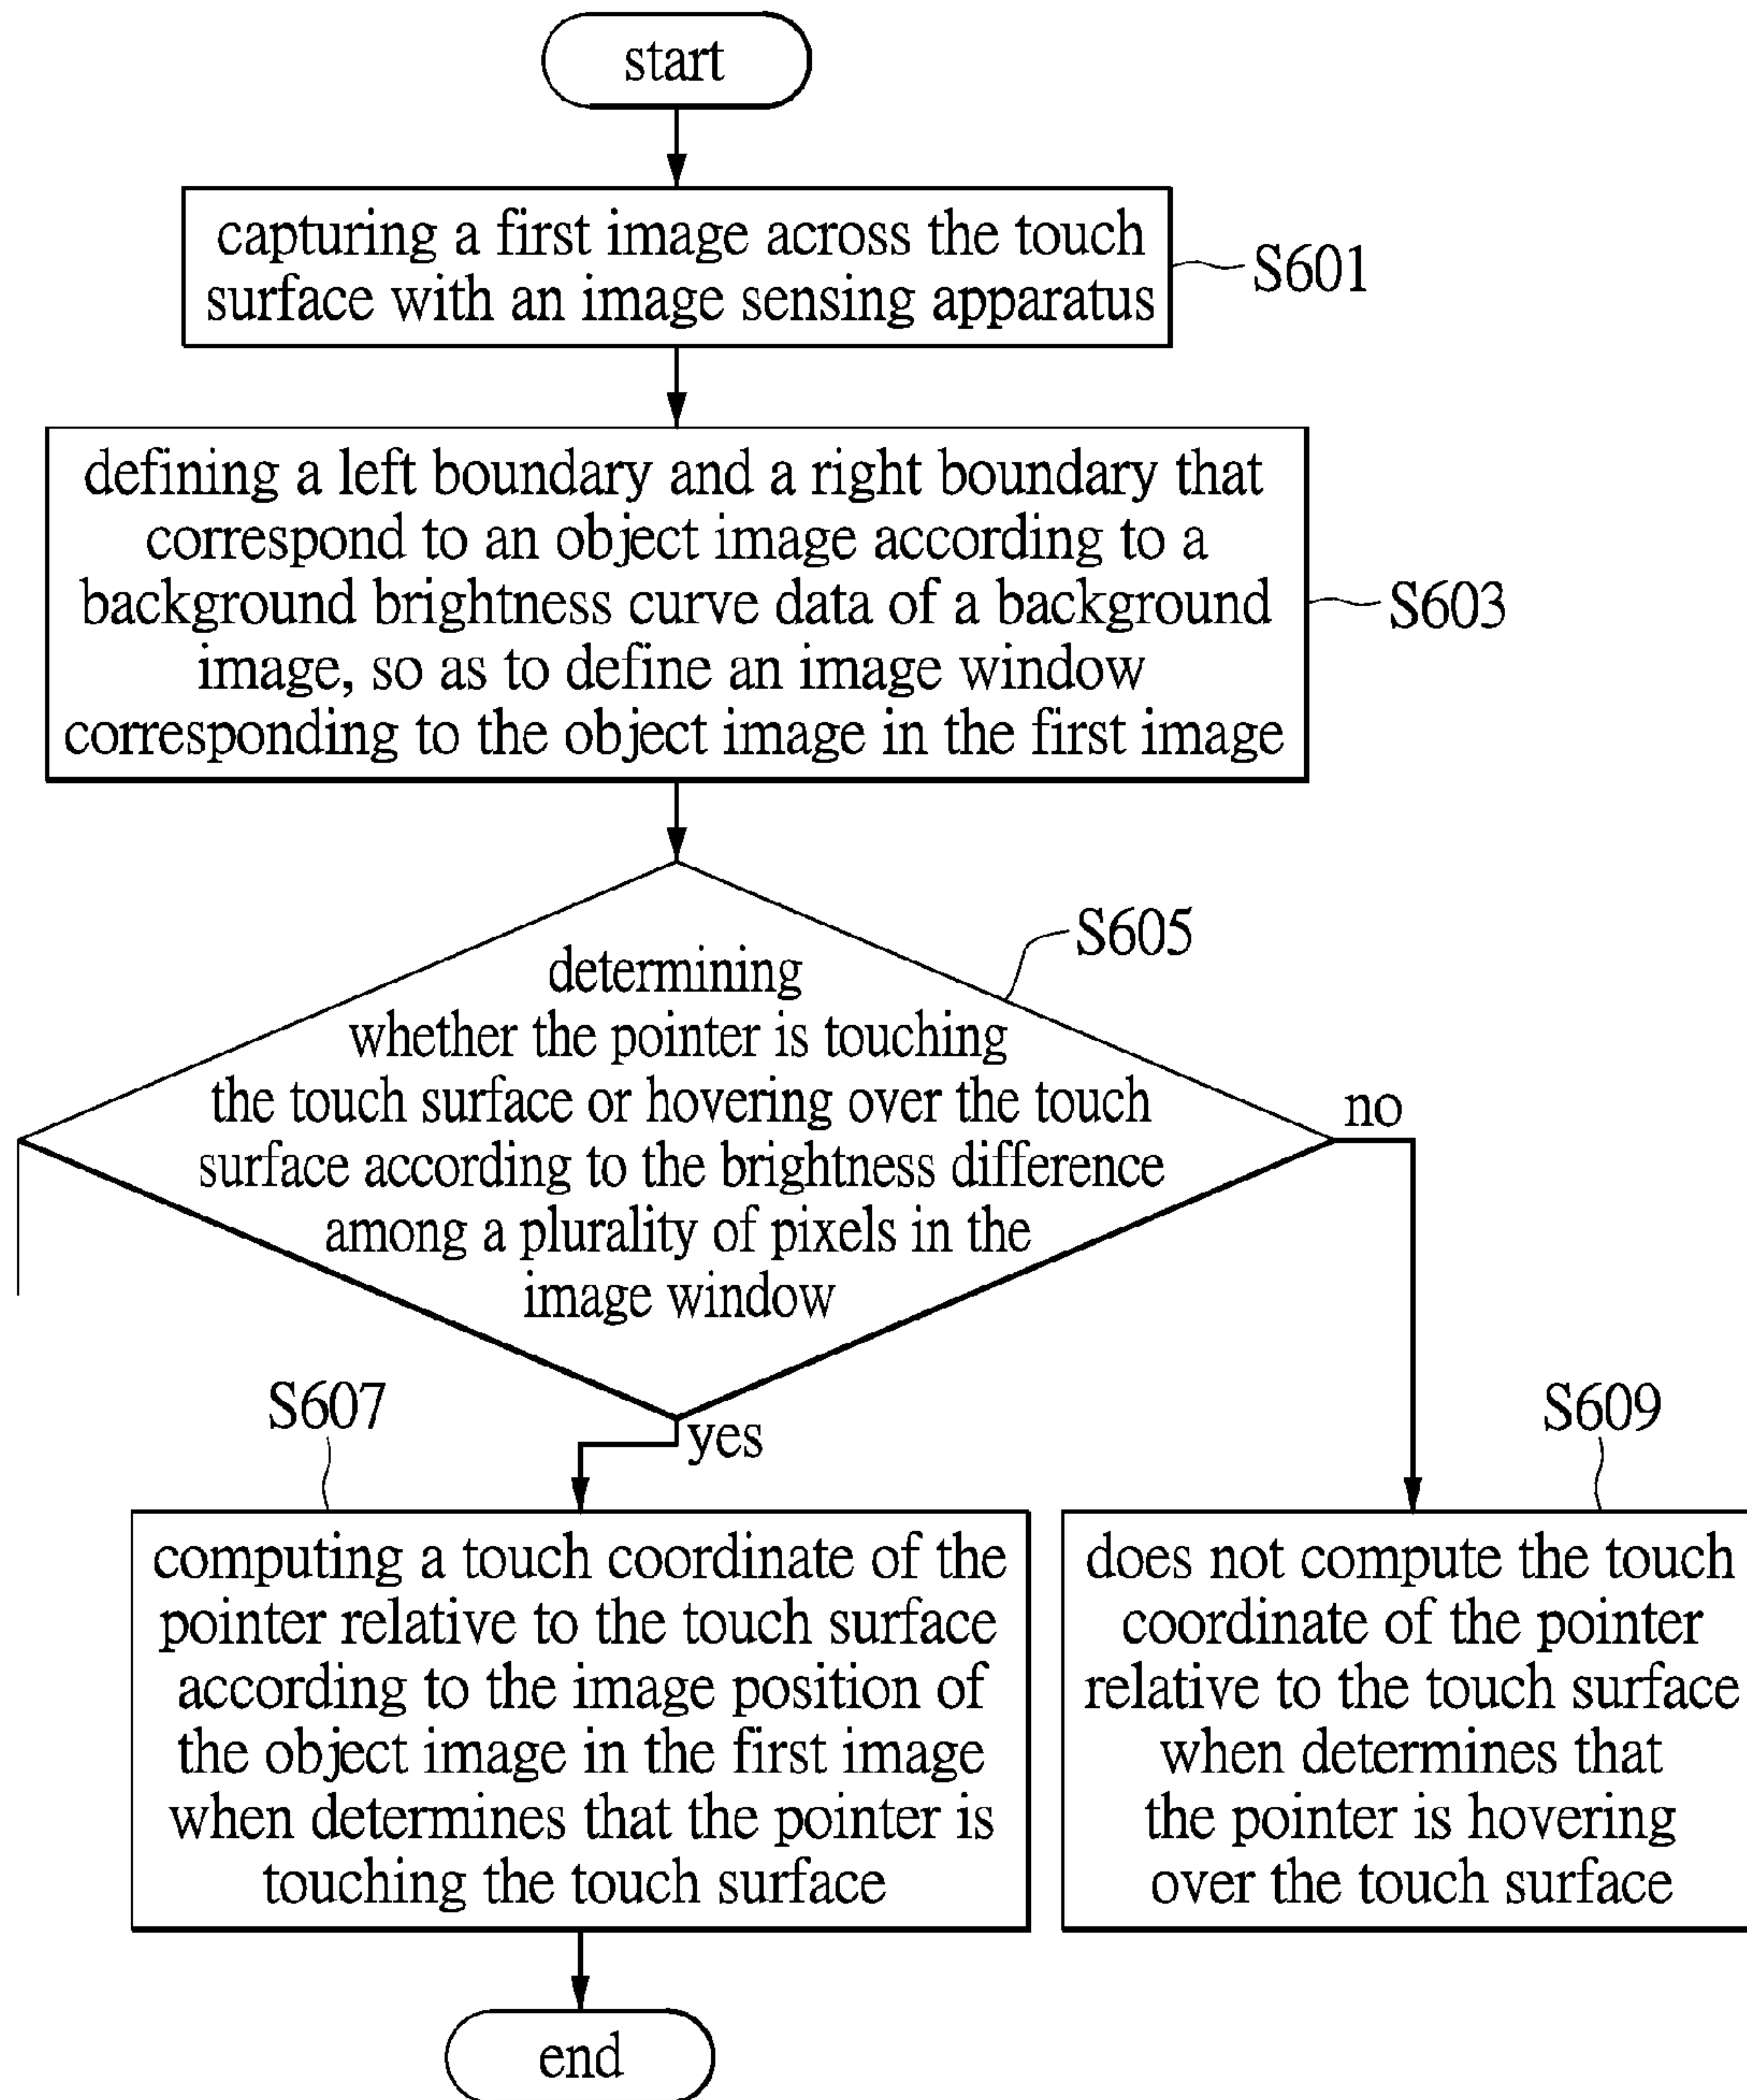 start
capturing a first image across the touch
surface with an image sensing apparatus
S601
defining a left boundary and a right boundary that
correspond to an object image according to a
background brightness curve data of a background
image, so as to define an image window
corresponding to the object image in the first image
S603
S605
determining
whether the pointer is touching
the touch surface or hovering over the touch
surface according to the brightness difference
among a plurality of pixels in the
image window
no
yes
S607
computing a touch coordinate of the
pointer relative to the touch surface
according to the image position of
the object image in the first image
when determines that the pointer is
touching the touch surface
S609
does not compute the touch
coordinate of the pointer
relative to the touch surface
when determines that
the pointer is hovering
over the touch surface
end